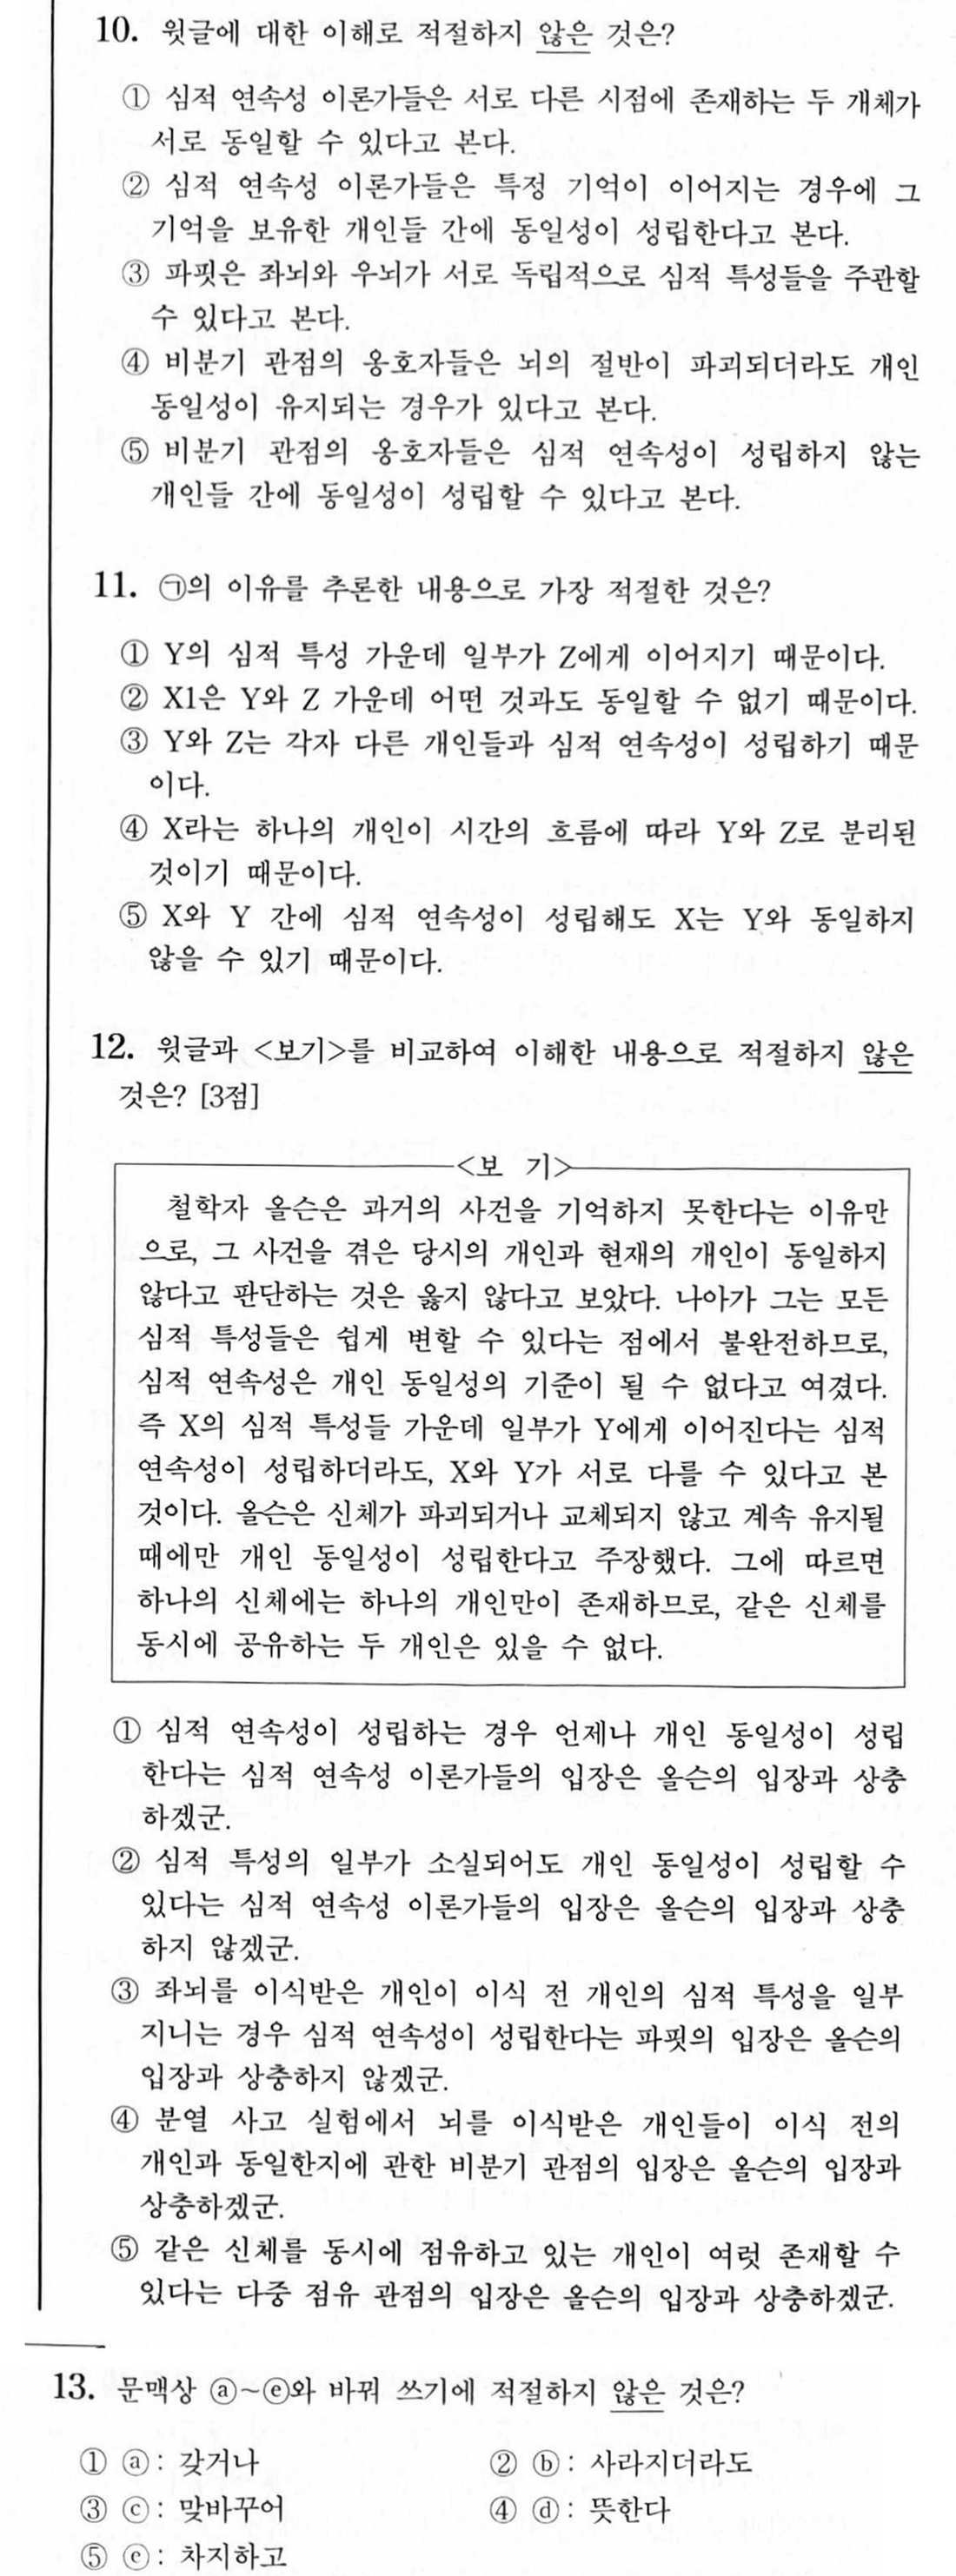 10. 윗글에 대한 이해로 적절하지 않은 것은?
① 심적 연속성 이론가들은 서로 다른 시점에 존재하는 두 개체가
서로 동일할 수 있다고 본다.
② 심적 연속성 이론가들은 특정 기억이 이어지는 경우에 그
기억을 보유한 개인들 간에 동일성이 성립한다고 본다.
③ 파핏은 좌뇌와 우뇌가 서로 독립적으로 심적 특성들을 주관할
수 있다고 본다.
④ 비분기 관점의 옹호자들은 뇌의 절반이 파괴되더라도 개인
동일성이 유지되는 경우가 있다고 본다.
⑤ 비분기 관점의 옹호자들은 심적 연속성이 성립하지 않는
개인들 간에 동일성이 성립할 수 있다고 본다.
11. ㉠의 이유를 추론한 내용으로 가장 적절한 것은?
① Y의 심적 특성 가운데 일부가 Z에게 이어지기 때문이다.
② X1은 Y와 Z 가운데 어떤 것과도 동일할 수 없기 때문이다.
③ Y와 Z는 각자 다른 개인들과 심적 연속성이 성립하기 때문
이다.
④ X라는 하나의 개인이 시간의 흐름에 따라 Y와 Z로 분리된
것이기 때문이다.
⑤ X와 Y 간에 심적 연속성이 성립해도 X는 Y와 동일하지
않을 수 있기 때문이다.
12. 윗글과 <보기>를 비교하여 이해한 내용으로 적절하지 않은
것은? [3점]
<보 기>
철학자 올슨은 과거의 사건을 기억하지 못한다는 이유만
으로, 그 사건을 겪은 당시의 개인과 현재의 개인이 동일하지
않다고 판단하는 것은 옳지 않다고 보았다. 나아가 그는 모든
심적 특성들은 쉽게 변할 수 있다는 점에서 불완전하므로,
심적 연속성은 개인 동일성의 기준이 될 수 없다고 여겼다.
즉 X의 심적 특성들 가운데 일부가 Y에게 이어진다는 심적
연속성이 성립하더라도, X와 Y가 서로 다를 수 있다고 본
것이다. 올슨은 신체가 파괴되거나 교체되지 않고 계속 유지될
때에만 개인 동일성이 성립한다고 주장했다. 그에 따르면
하나의 신체에는 하나의 개인만이 존재하므로, 같은 신체를
동시에 공유하는 두 개인은 있을 수 없다.
① 심적 연속성이 성립하는 경우 언제나 개인 동일성이 성립
한다는 심적 연속성 이론가들의 입장은 올슨의 입장과 상충
하겠군.
② 심적 특성의 일부가 소실되어도 개인 동일성이 성립할 수
있다는 심적 연속성 이론가들의 입장은 올슨의 입장과 상충
하지 않겠군.
③ 좌뇌를 이식받은 개인이 이식 전 개인의 심적 특성을 일부
지니는 경우 심적 연속성이 성립한다는 파핏의 입장은 올슨의
입장과 상충하지 않겠군.
④ 분열 사고 실험에서 뇌를 이식받은 개인들이 이식 전의
개인과 동일한지에 관한 비분기 관점의 입장은 올슨의 입장과
상충하겠군.
⑤ 같은 신체를 동시에 점유하고 있는 개인이 여럿 존재할 수
있다는 다중 점유 관점의 입장은 올슨의 입장과 상충하겠군.
13. 문맥상 ⓐ~ⓔ와 바꿔 쓰기에 적절하지 않은 것은?
① ⓐ: 갖거나 ② ⓑ: 사라지더라도
③ ⓒ: 맞바꾸어 ④ ⓓ: 뜻한다
⑤ ⓔ: 차지하고